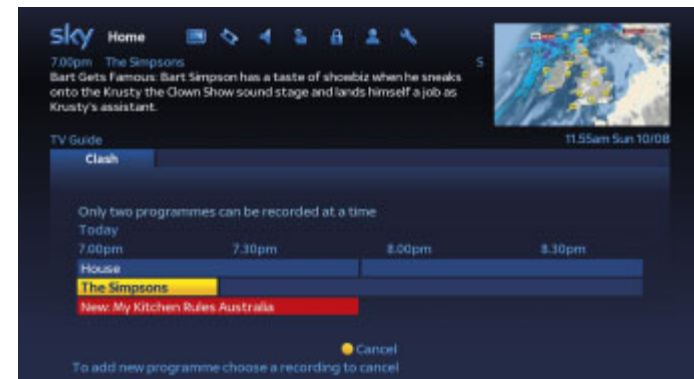 sky Home
7.00pm The Simpsons S
Bart Gets Famous: Bart Simpson has a taste of showbiz when he sneaks
onto the Krusty the Clown Show sound stage and lands himself a job as
Krusty's assistant.
TV Guide 11.55am Sun 10/08
Clash
Only two programmes can be recorded at a time
Today
7.00pm 7.30pm 8.00pm 8.30pm
House
The Simpsons
New: My Kitchen Rules Australia
Cancel
To add new programme choose a recording to cancel